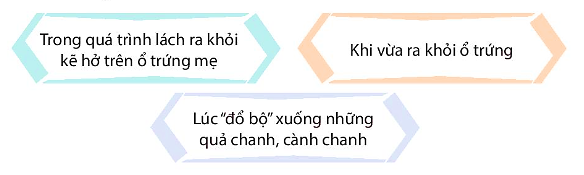 Trong quá trình lách ra khỏi
kẽ hở trên ổ trứng mẹ
Khi vừa ra khỏi ổ trứng
Lúc “đổ bộ” xuống những
quả chanh, cành chanh